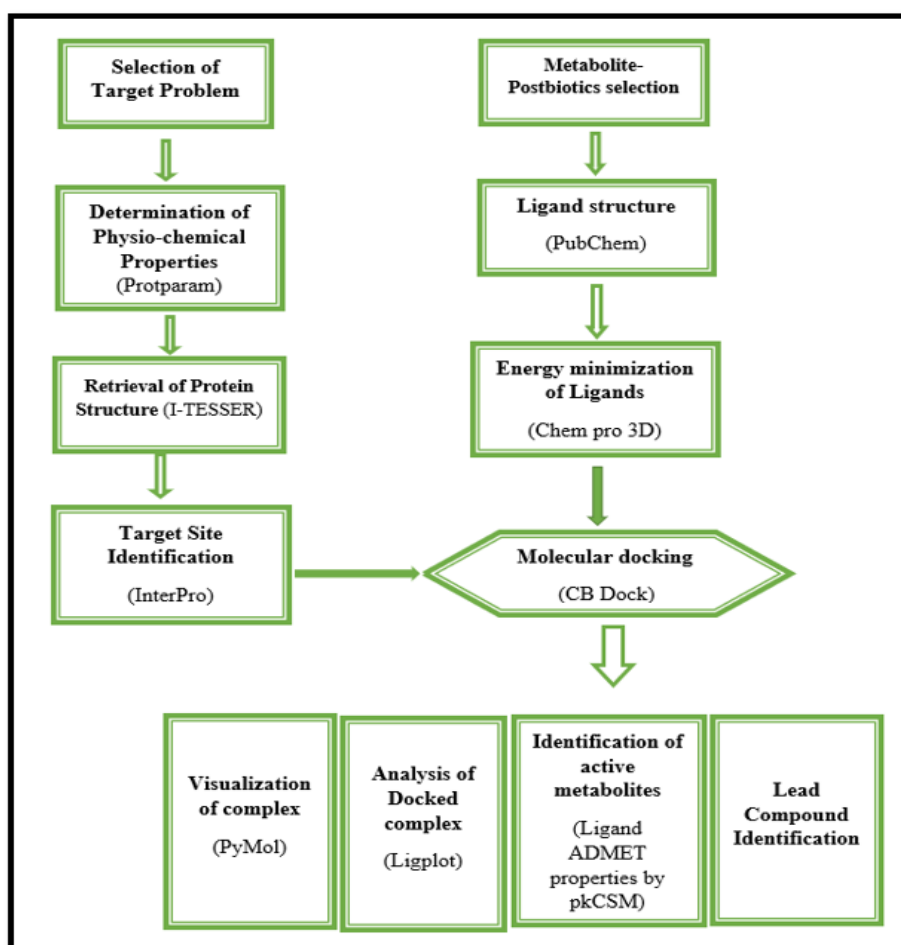 Selection of
Target Problem
Determination of
Physio-chemical
Properties
(Protparam)
Retrieval of Protein
Structure (I-TESSER)
Target Site
Identification
(InterPro)
Metabolite-
Postbiotics selection
Ligand structure
(PubChem)
Energy minimization
of Ligands
(Chem pro 3D)
Molecular docking
(CB Dock)
Visualization
of complex
(PyMol)
Analysis of
Docked
complex
(Ligplot)
Identification of
active
metabolites
(Ligand
ADMET
properties by
pkCSM)
Lead
Compound
Identification